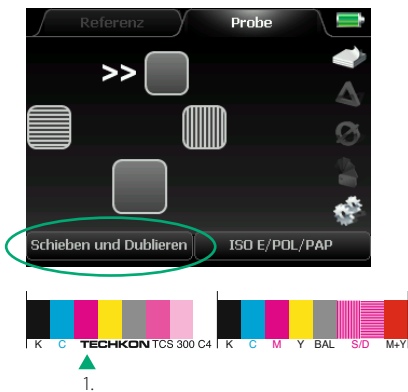 Referenz Probe
>>
Schieben und Dublieren ISO E/POL/PAP
K C TECHKON TCS 300 C4 K C M Y BAL S/D M+Y
1.